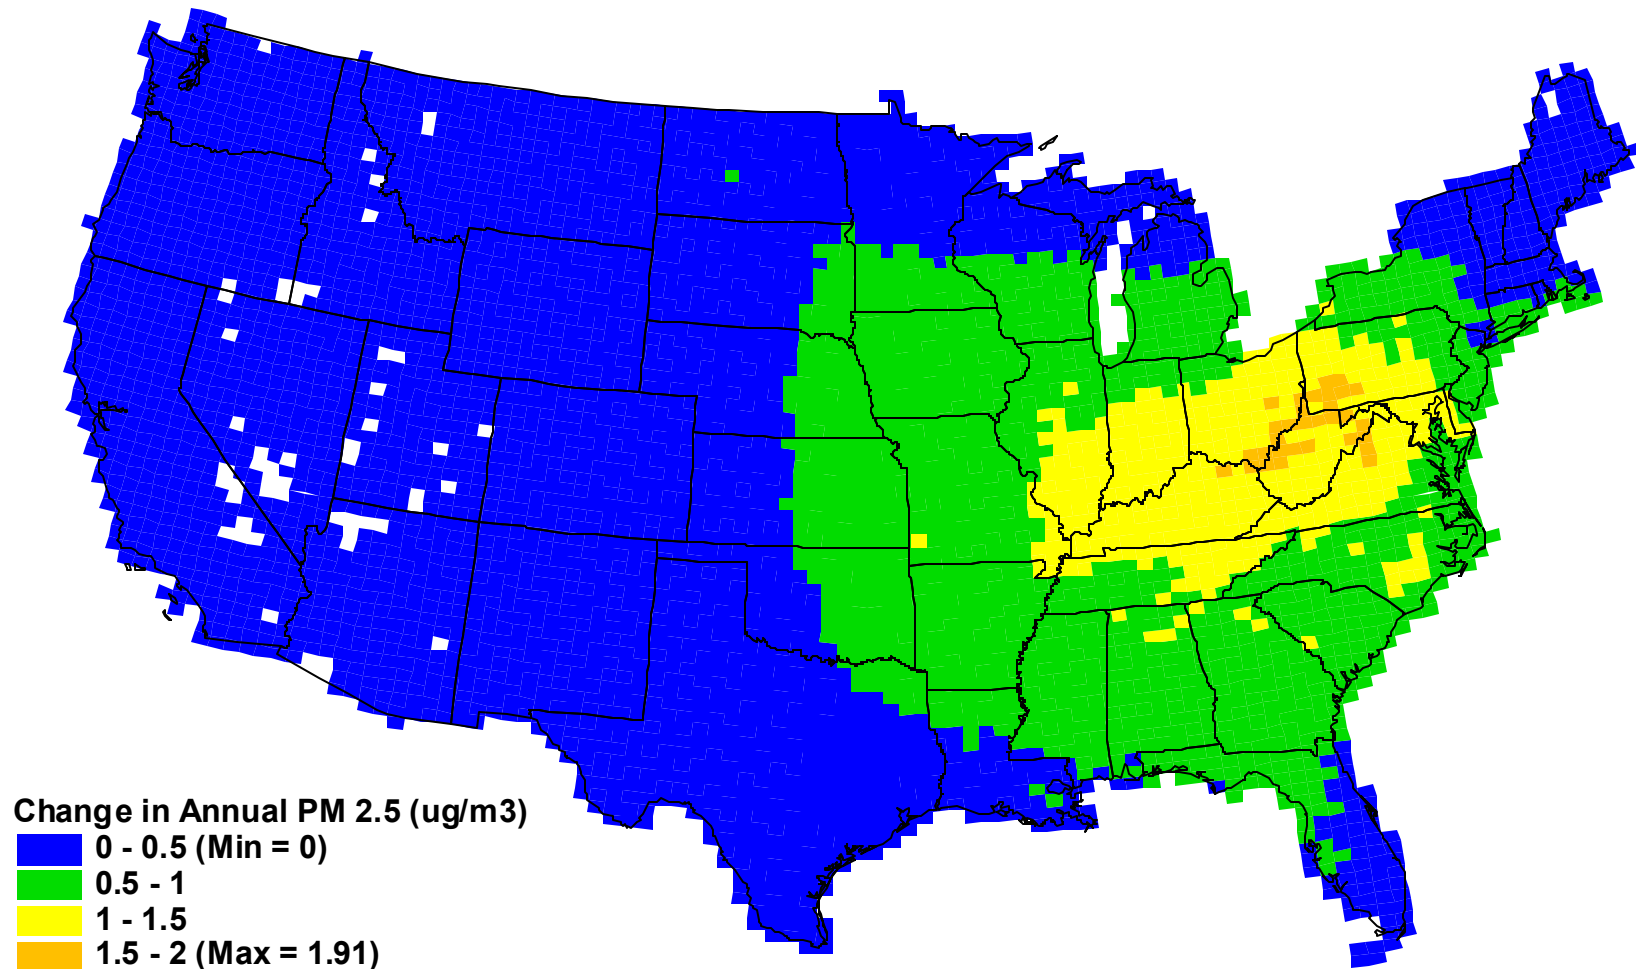 Change in Annual PM 2.5 (ug/m3)
0 - 0.5 (Min = 0)
0.5 - 1
1 - 1.5
1.5 - 2 (Max = 1.91)